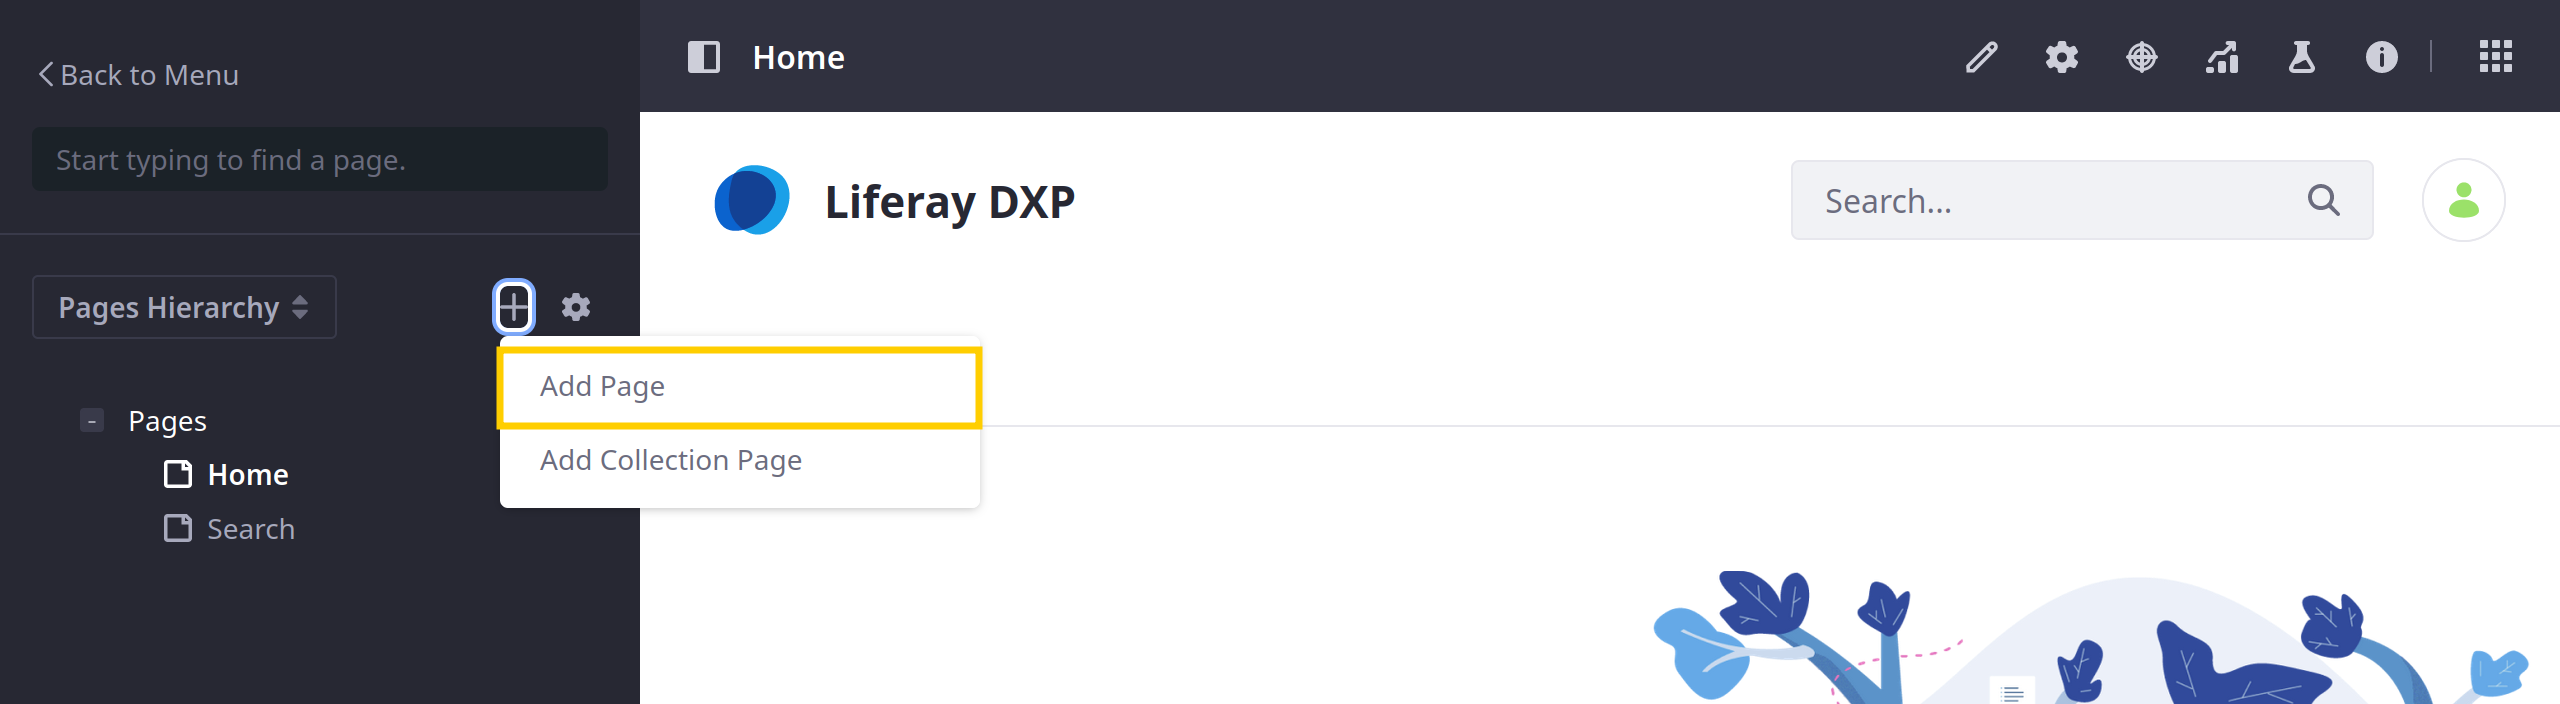 Back to Menu
Start typing to find a page.
Pages Hierarchy
Add Page
Add Collection Page
Pages
Home
Search
Home
Liferay DXP
Search...